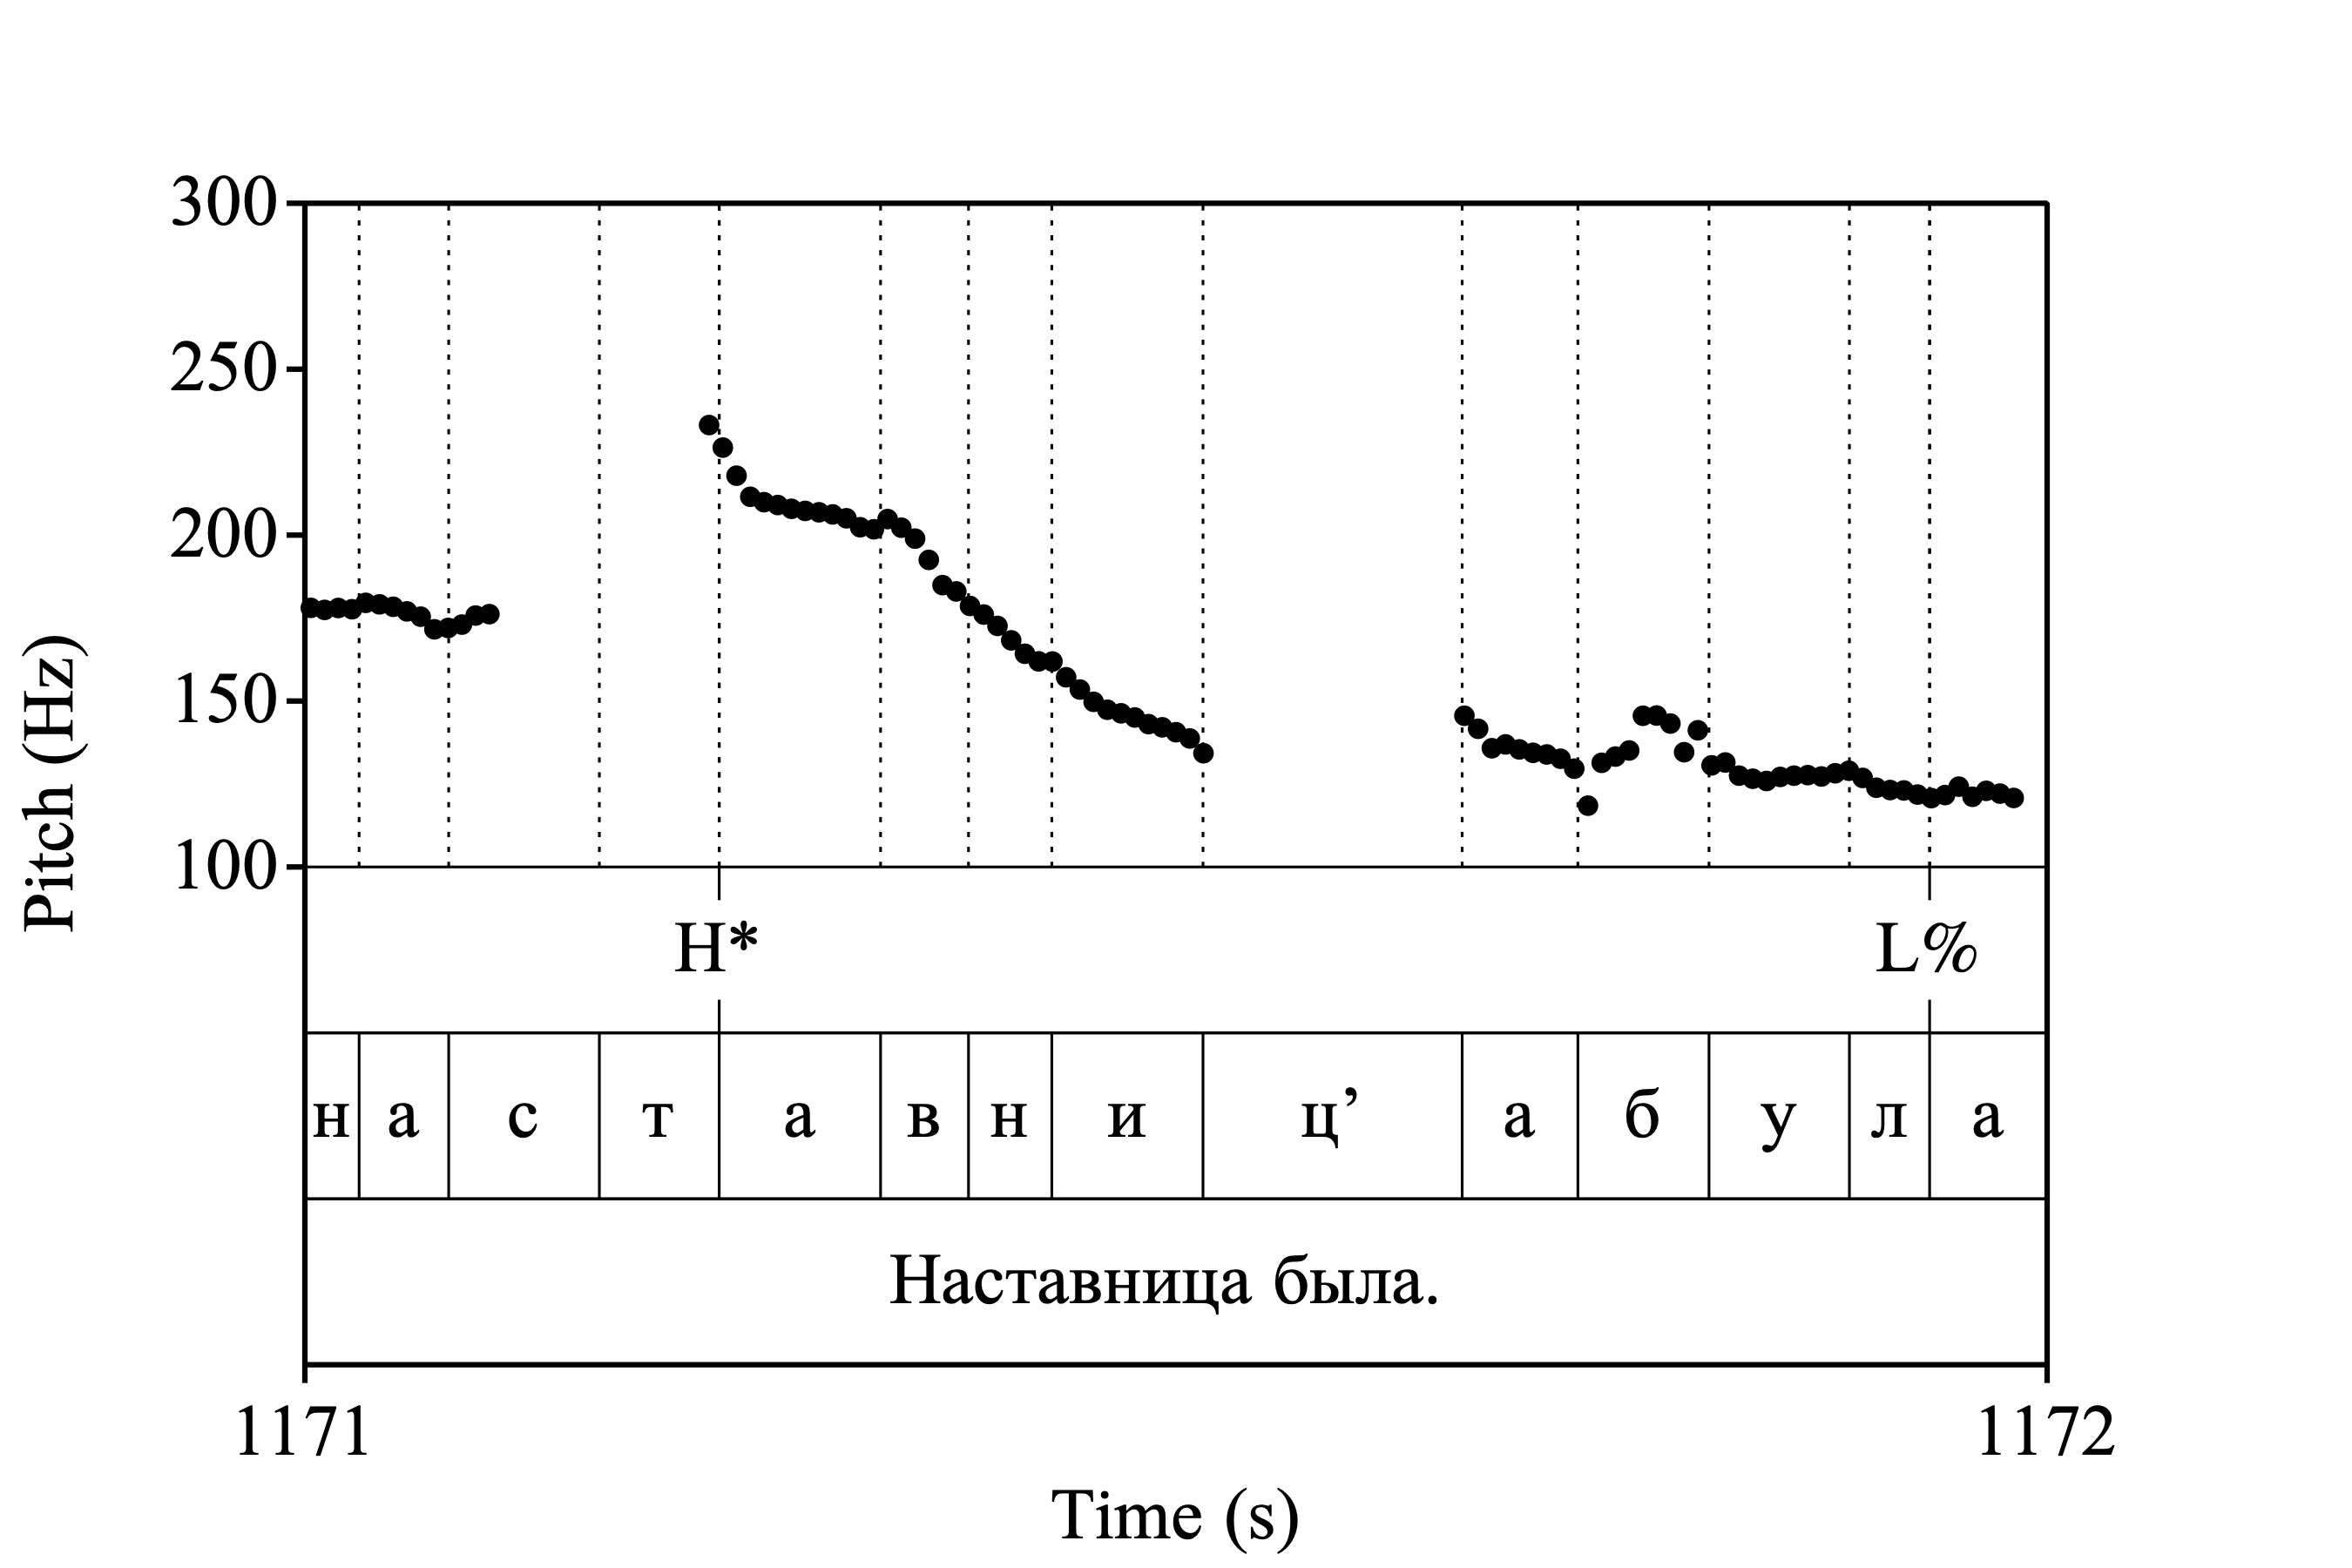 300
250
200
150
100
Pitch (Hz)
H* L%
н а с т а в н и ц’ а б у л а
Наставница была.
1171 1172
Time (s)